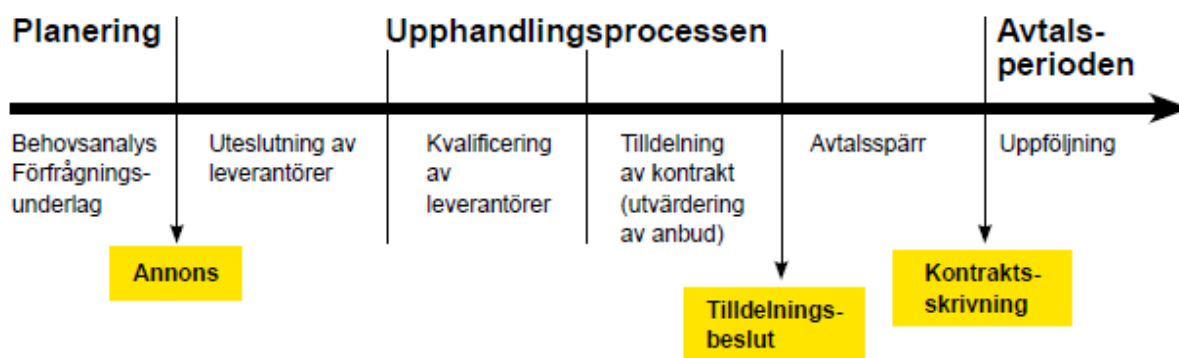 Planering
Upphandlingsprocessen
Avtals-
perioden
Behovsanalys
Förfrågnings-
underlag
Uteslutning av
leverantörer
Kvalificering
av
leverantörer
Tilldelning
av kontrakt
(utvärdering
av anbud)
Avtalsspärr
Uppföljning
Annons
Tilldelnings-
beslut
Kontrakts-
skrivning